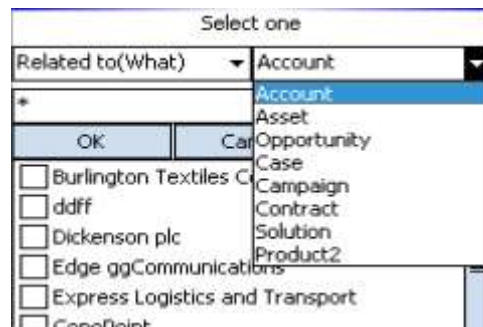 Select one
Related to(What) Account
*
Account
Asset
Opportunity
Case
Campaign
Contract
Solution
Product2
OK
Burlington Textiles
ddff
Dickenson plc
Edge ggCommunications
Express Logistics and Transport